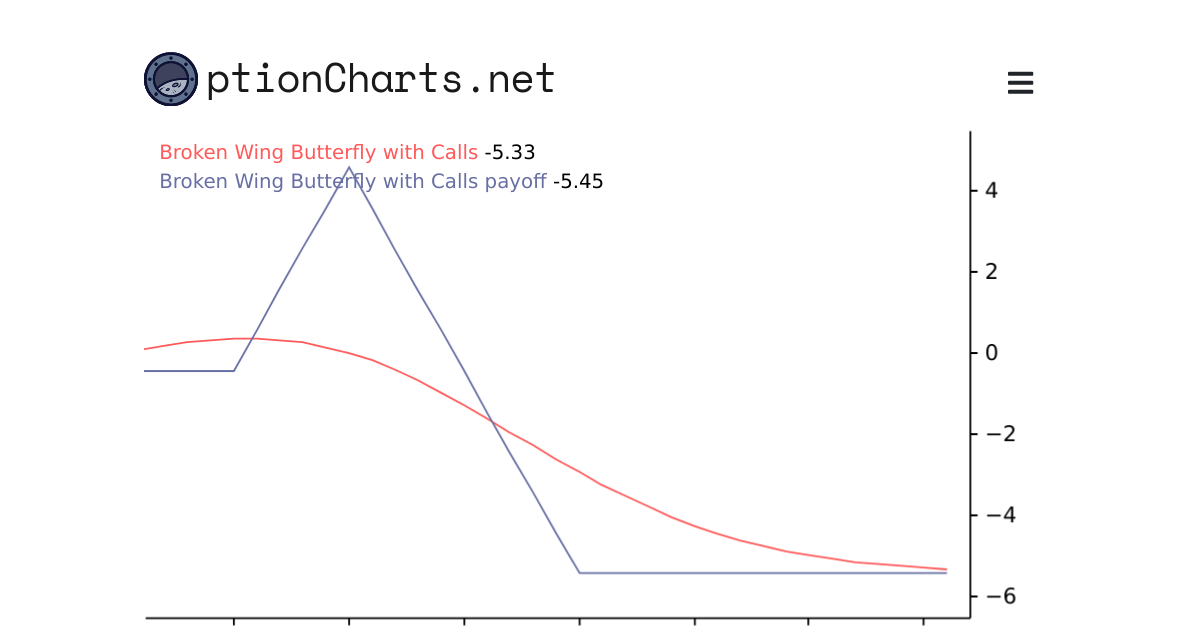 ptionCharts.net
Broken Wing Butterfly with Calls -5.33
Broken Wing Butterfly with Calls payoff -5.45
4
2
0
−2
−4
−6